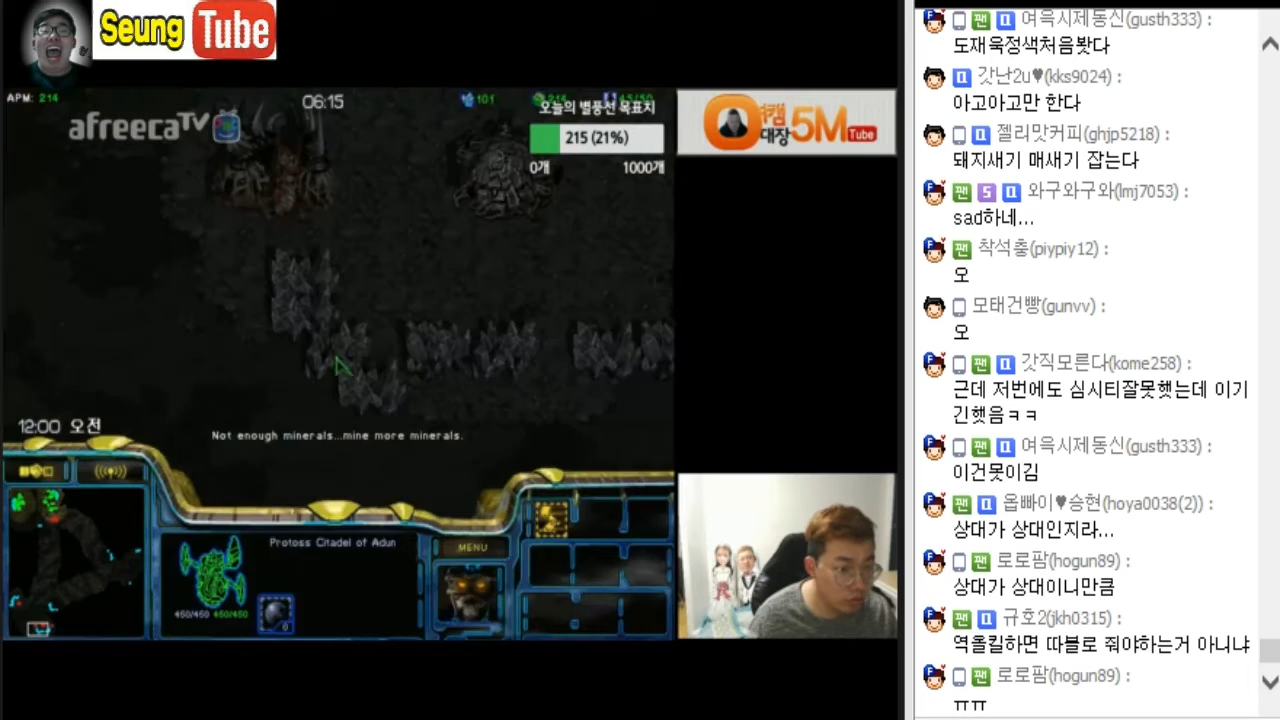 Seung Tube
APM: 214
06:15
101
오늘의 별풍선 목표치
215 (21%)
0개
1000개
afreecaTV
대장
5M
Tube
12:00 오전
Not enough minerals...mine more minerals.
Protoss Citadel of Adun
MENU
450/450 450/450
0
여윽시제동신(gusth333) :
도재욱정색처음봣다
갓난2u♥(kks9024) :
아고아고만 한다
젤리맛커피(ghjp5218) :
돼지새기 매새기 잡는다
와구와구와(lmj7053) :
sad하네...
착석충(piypiy12) :
오
모태건빵(gunvv) :
오
갓직모른다(kome258) :
근데 저번에도 심시티잘못햇는데 이기
긴햇음ㅋㅋ
여윽시제동신(gusth333) :
이건못이김
옵빠이♥승현(hoya0038(2)) :
상대가 상대인지라...
로로팜(hogun89) :
상대가 상대이니만큼
규호2(jkh0315) :
역올킬하면 따블로 줘야하는거 아니냐
로로팜(hogun89) :
ㅠㅠ